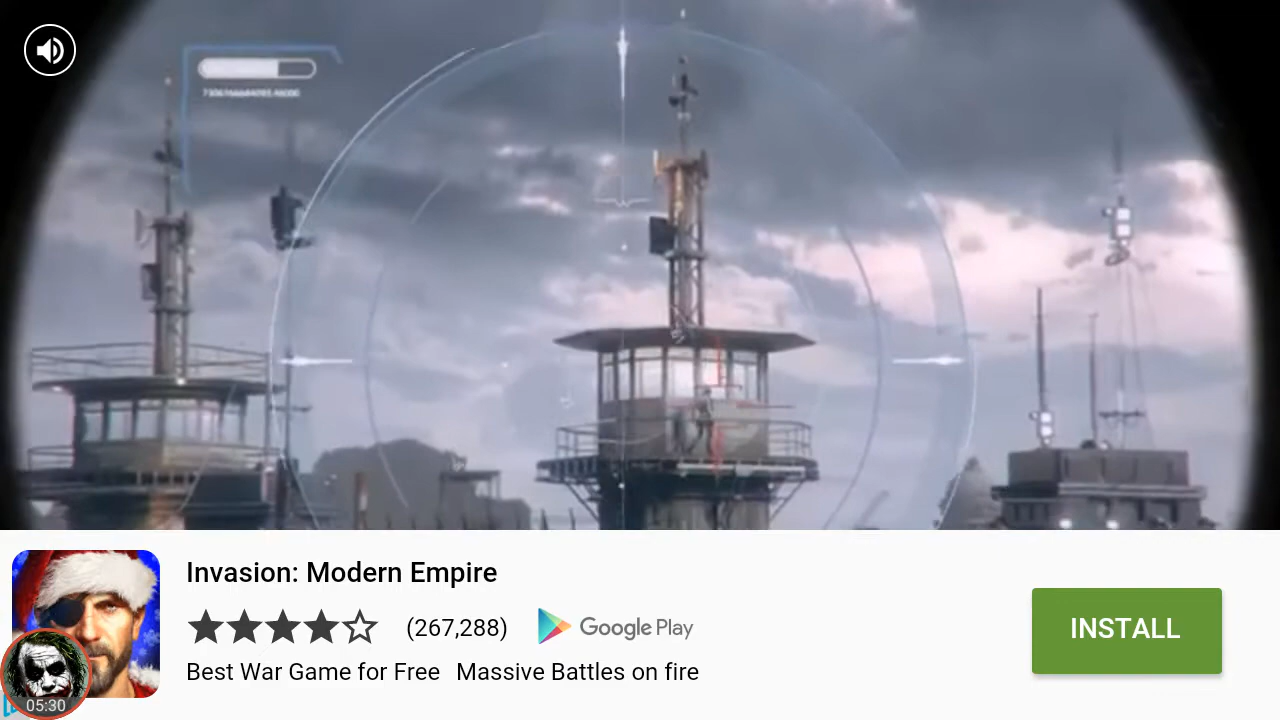 Invasion: Modern Empire
(267,288) Google Play
INSTALL
Best War Game for Free Massive Battles on fire
05:30